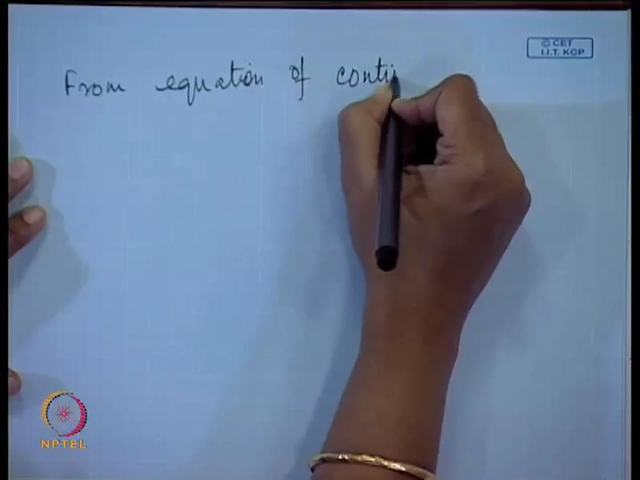 © CET
I.I.T. KGP
From equation of conti
NPTEL